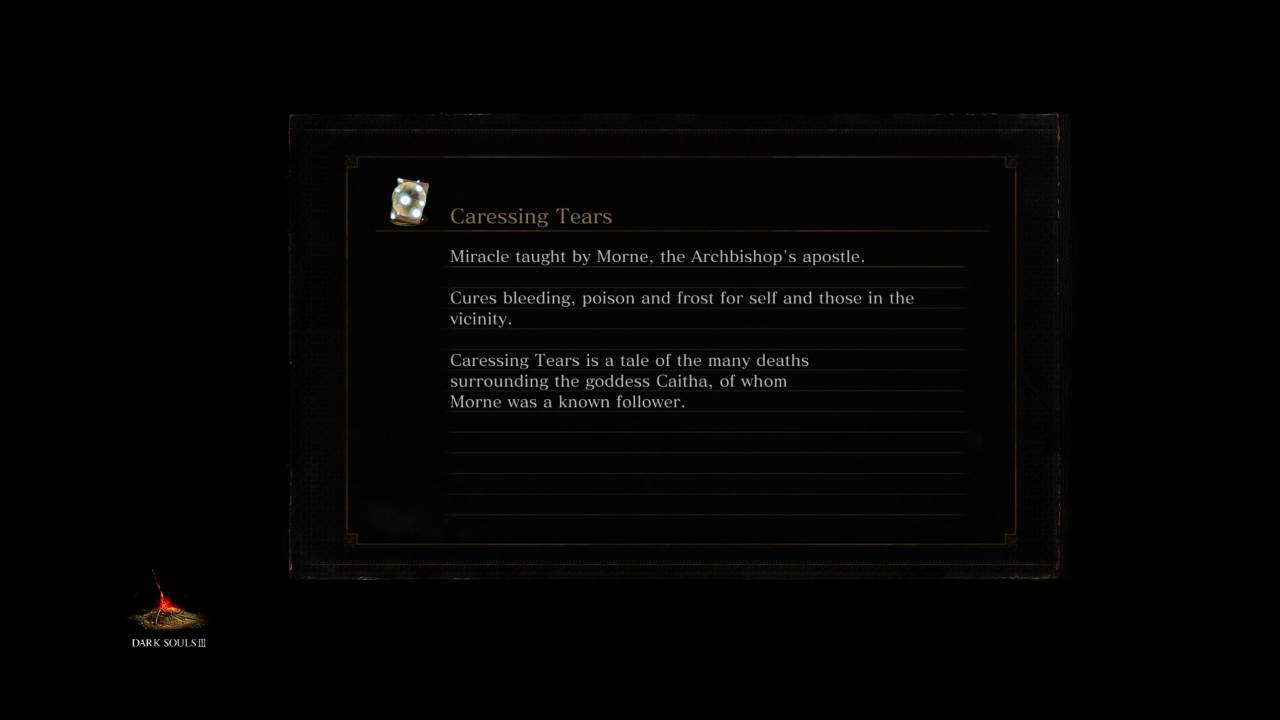 Caressing Tears
Miracle taught by Morne, the Archbishop's apostle.
Cures bleeding, poison and frost for self and those in the
vicinity.
Caressing Tears is a tale of the many deaths
surrounding the goddess Caitha, of whom
Morne was a known follower.
DARK SOULS III